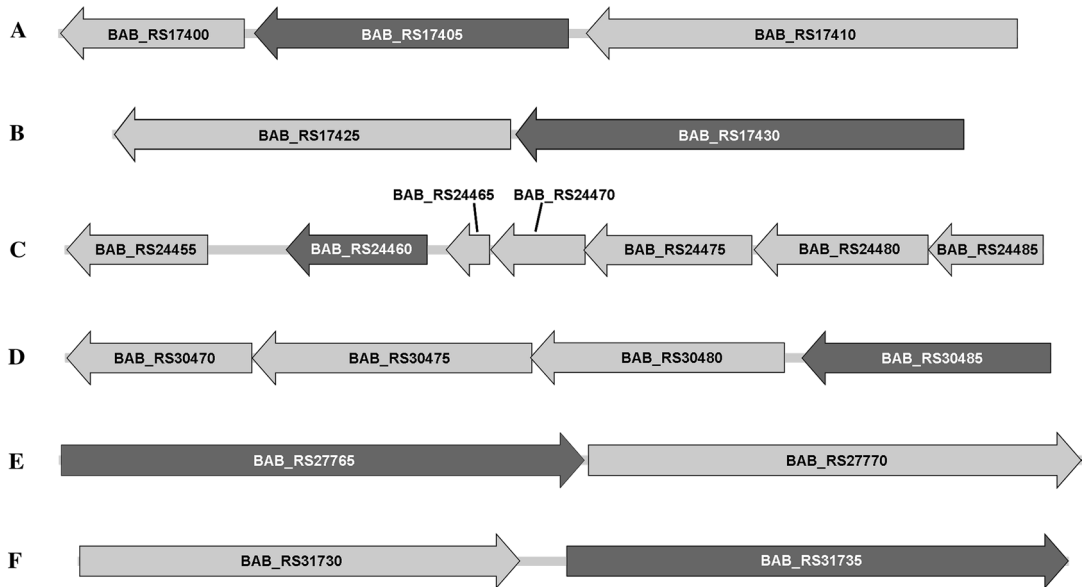 A BAB_RS17400 BAB_RS17405 BAB_RS17410
B BAB_RS17425 BAB_RS17430
BAB_RS24465 BAB_RS24470
C BAB_RS24455 BAB_RS24460 BAB_RS24475 BAB_RS24480 BAB_RS24485
D BAB_RS30470 BAB_RS30475 BAB_RS30480 BAB_RS30485
E BAB_RS27765 BAB_RS27770
F BAB_RS31730 BAB_RS31735